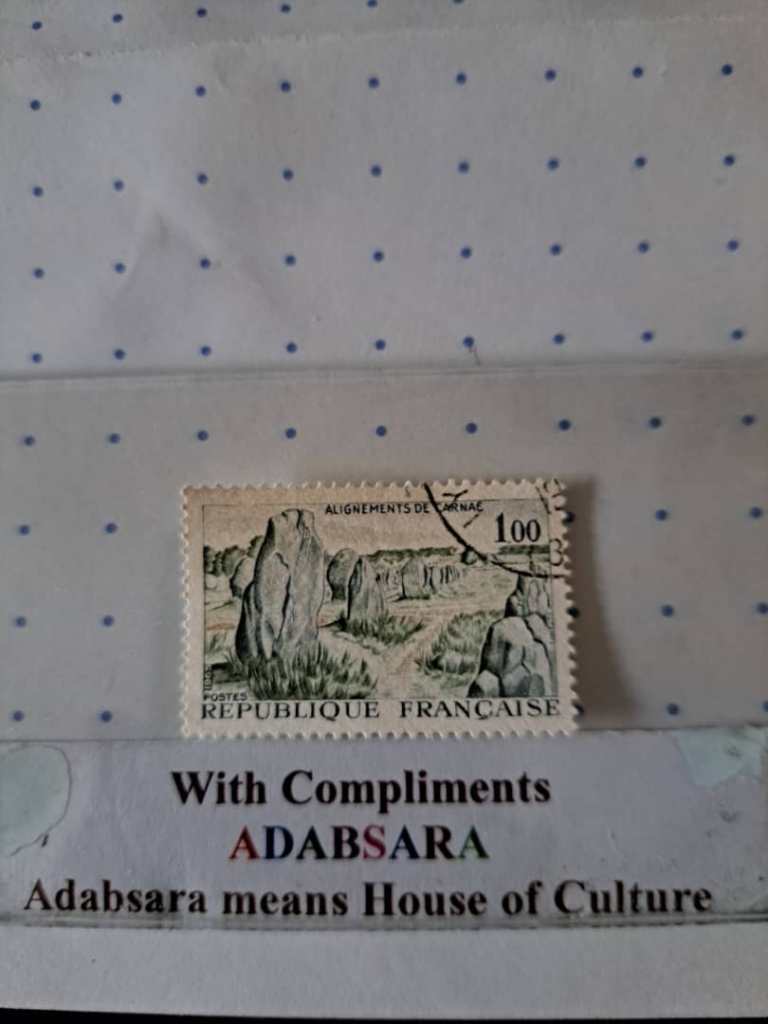 ALIGNEMENTS DE CARNAC
1.00
POSTES
REPUBLIQUE FRANÇAISE
With Compliments
ADABSARA
Adabsara means House of Culture